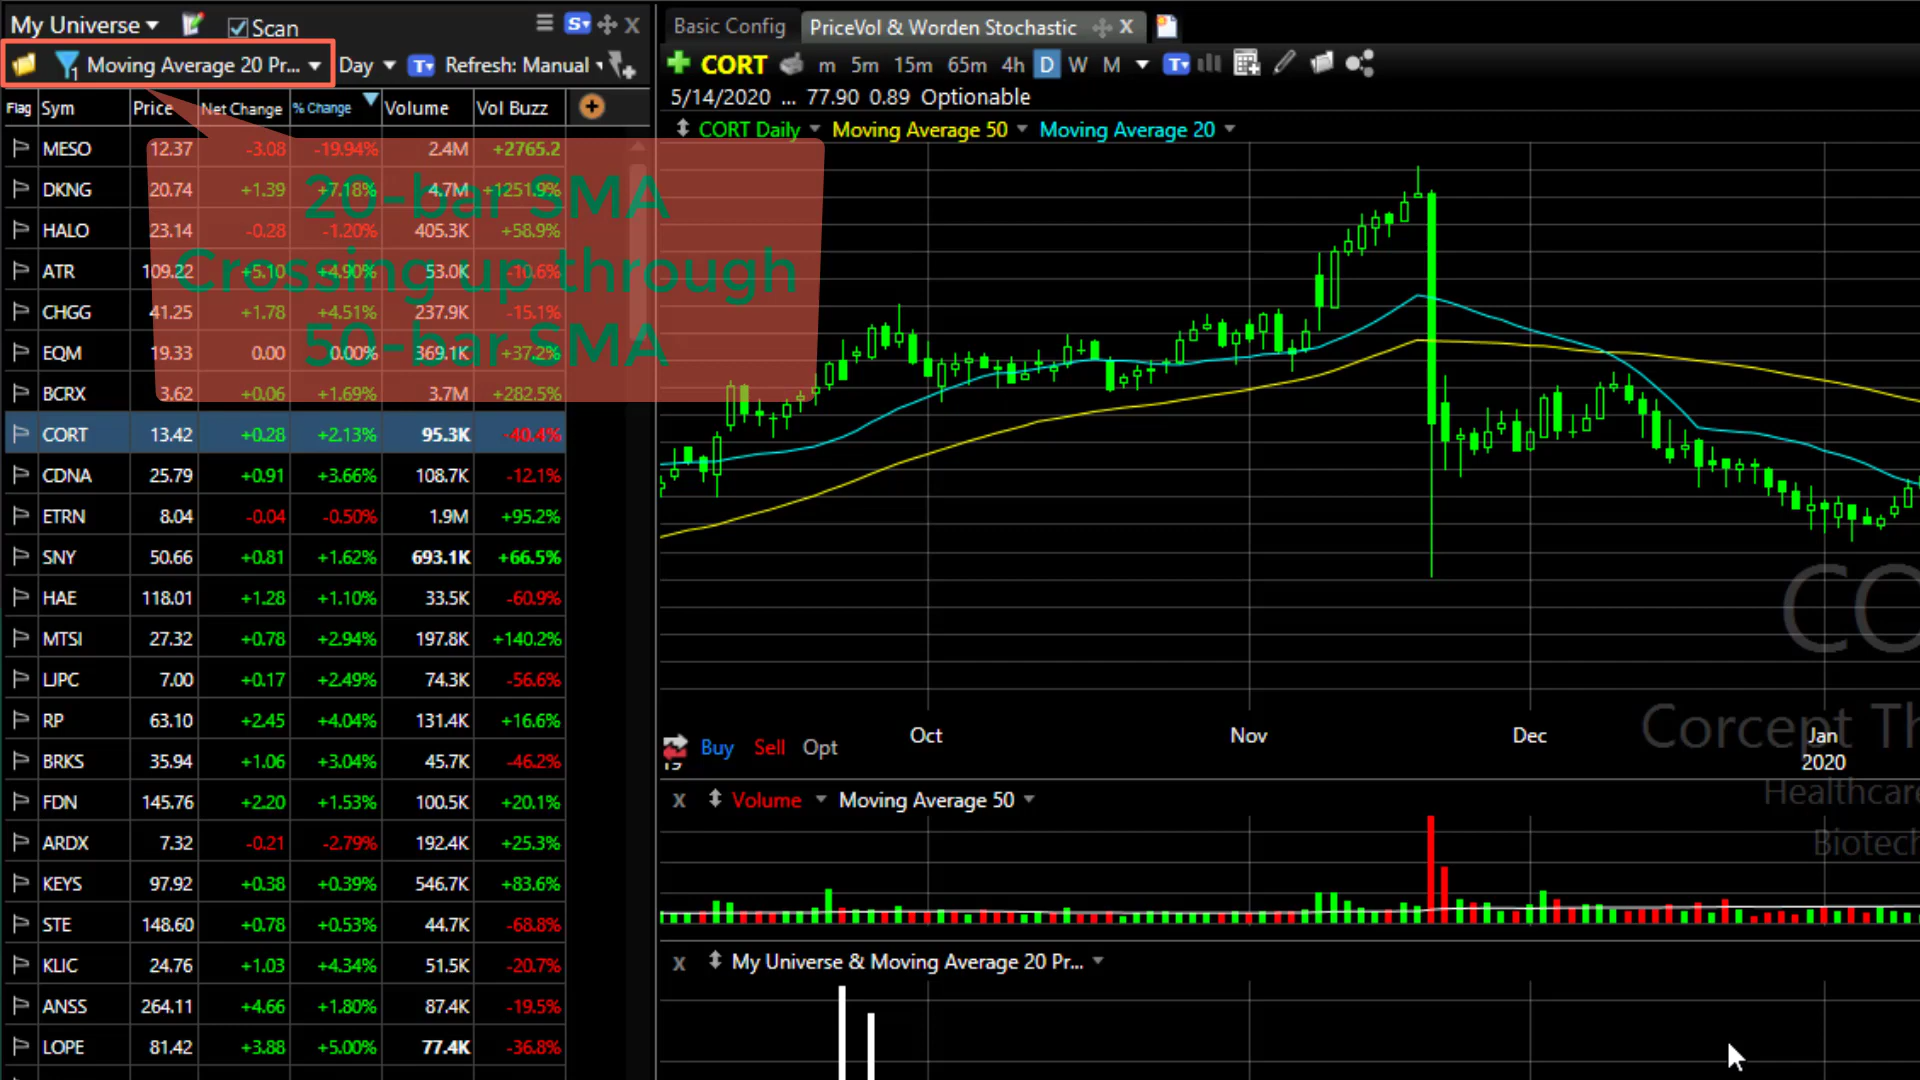 My Universe
Scan
S
Basic Config
PriceVol & Worden Stochastic
X
1 Moving Average 20 Pr...
Day
T
Refresh: Manual
CORT
m 5m 15m 65m 4h D W M
T
5/14/2020 ... 77.90 0.89 Optionable
CORT Daily
Moving Average 50
Moving Average 20
Flag Sym Price Net Change % Change Volume Vol Buzz
MESO 12.37 -3.08 -19.94% 2.4M +2765.2
DKNG 20.74 +1.39 +7.18% 4.7M +1251.9%
HALO 23.14 -0.28 -1.20% 405.3K +58.9%
ATR 109.22 +5.10 +4.90% 53.0K -10.6%
CHGG 41.25 +1.78 +4.51% 237.9K -15.1%
EQM 19.33 0.00 0.00% 369.1K +37.2%
BCRX 3.62 +0.06 +1.69% 3.7M +282.5%
CORT 13.42 +0.28 +2.13% 95.3K -40.4%
CDNA 25.79 +0.91 +3.66% 108.7K -12.1%
ETRN 8.04 -0.04 -0.50% 1.9M +95.2%
SNY 50.66 +0.81 +1.62% 693.1K +66.5%
HAE 118.01 +1.28 +1.10% 33.5K -60.9%
MTSI 27.32 +0.78 +2.94% 197.8K +140.2%
LJPC 7.00 +0.17 +2.49% 74.3K -56.6%
RP 63.10 +2.45 +4.04% 131.4K +16.6%
BRKS 35.94 +1.06 +3.04% 45.7K -46.2%
FDN 145.76 +2.20 +1.53% 100.5K +20.1%
ARDX 7.32 -0.21 -2.79% 192.4K +25.3%
KEYS 97.92 +0.38 +0.39% 546.7K +83.6%
STE 148.60 +0.78 +0.53% 44.7K -68.8%
KLIC 24.76 +1.03 +4.34% 51.5K -20.7%
ANSS 264.11 +4.66 +1.80% 87.4K -19.5%
LOPE 81.42 +3.88 +5.00% 77.4K -36.8%
20-bar SMA
Crossing up through
50-bar SMA
CO
Corcept Th
Healthcare
Biotech
Oct Nov Dec Jan
2020
Buy Sell Opt
X Volume Moving Average 50
X My Universe & Moving Average 20 Pr...